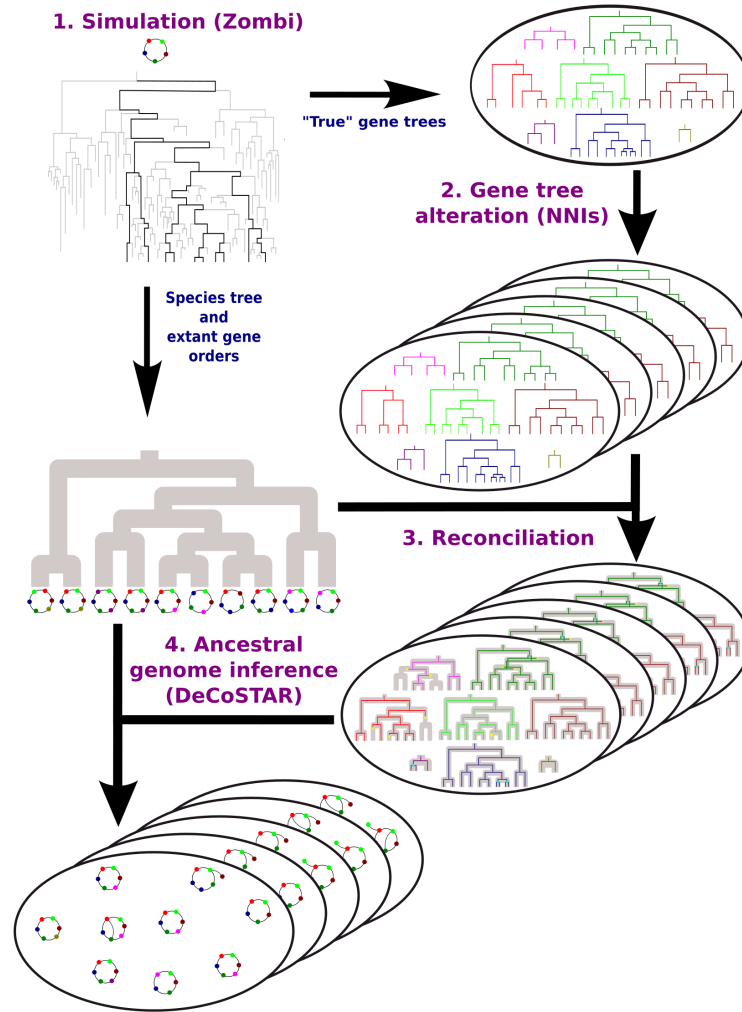 1. Simulation (Zombi)
"True" gene trees
2. Gene tree
alteration (NNIs)
Species tree
and
extant gene
orders
3. Reconciliation
4. Ancestral
genome inference
(DeCoSTAR)